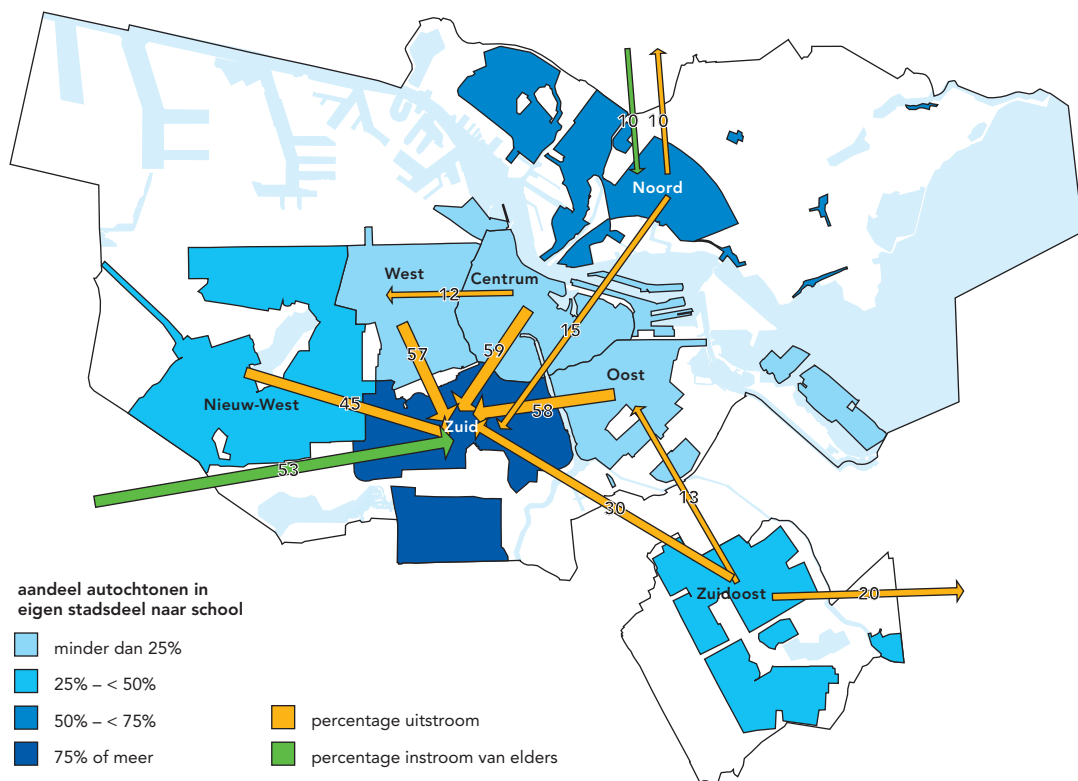 10
10
Noord
West
Centrum
12
15
57
59
Oost
Nieuw-West
45
58
Zuid
53
13
30
Zuidoost
20
aandeel autochtonen in
eigen stadsdeel naar school
minder dan 25%
25% – < 50%
50% – < 75%
75% of meer
percentage uitstroom
percentage instroom van elders